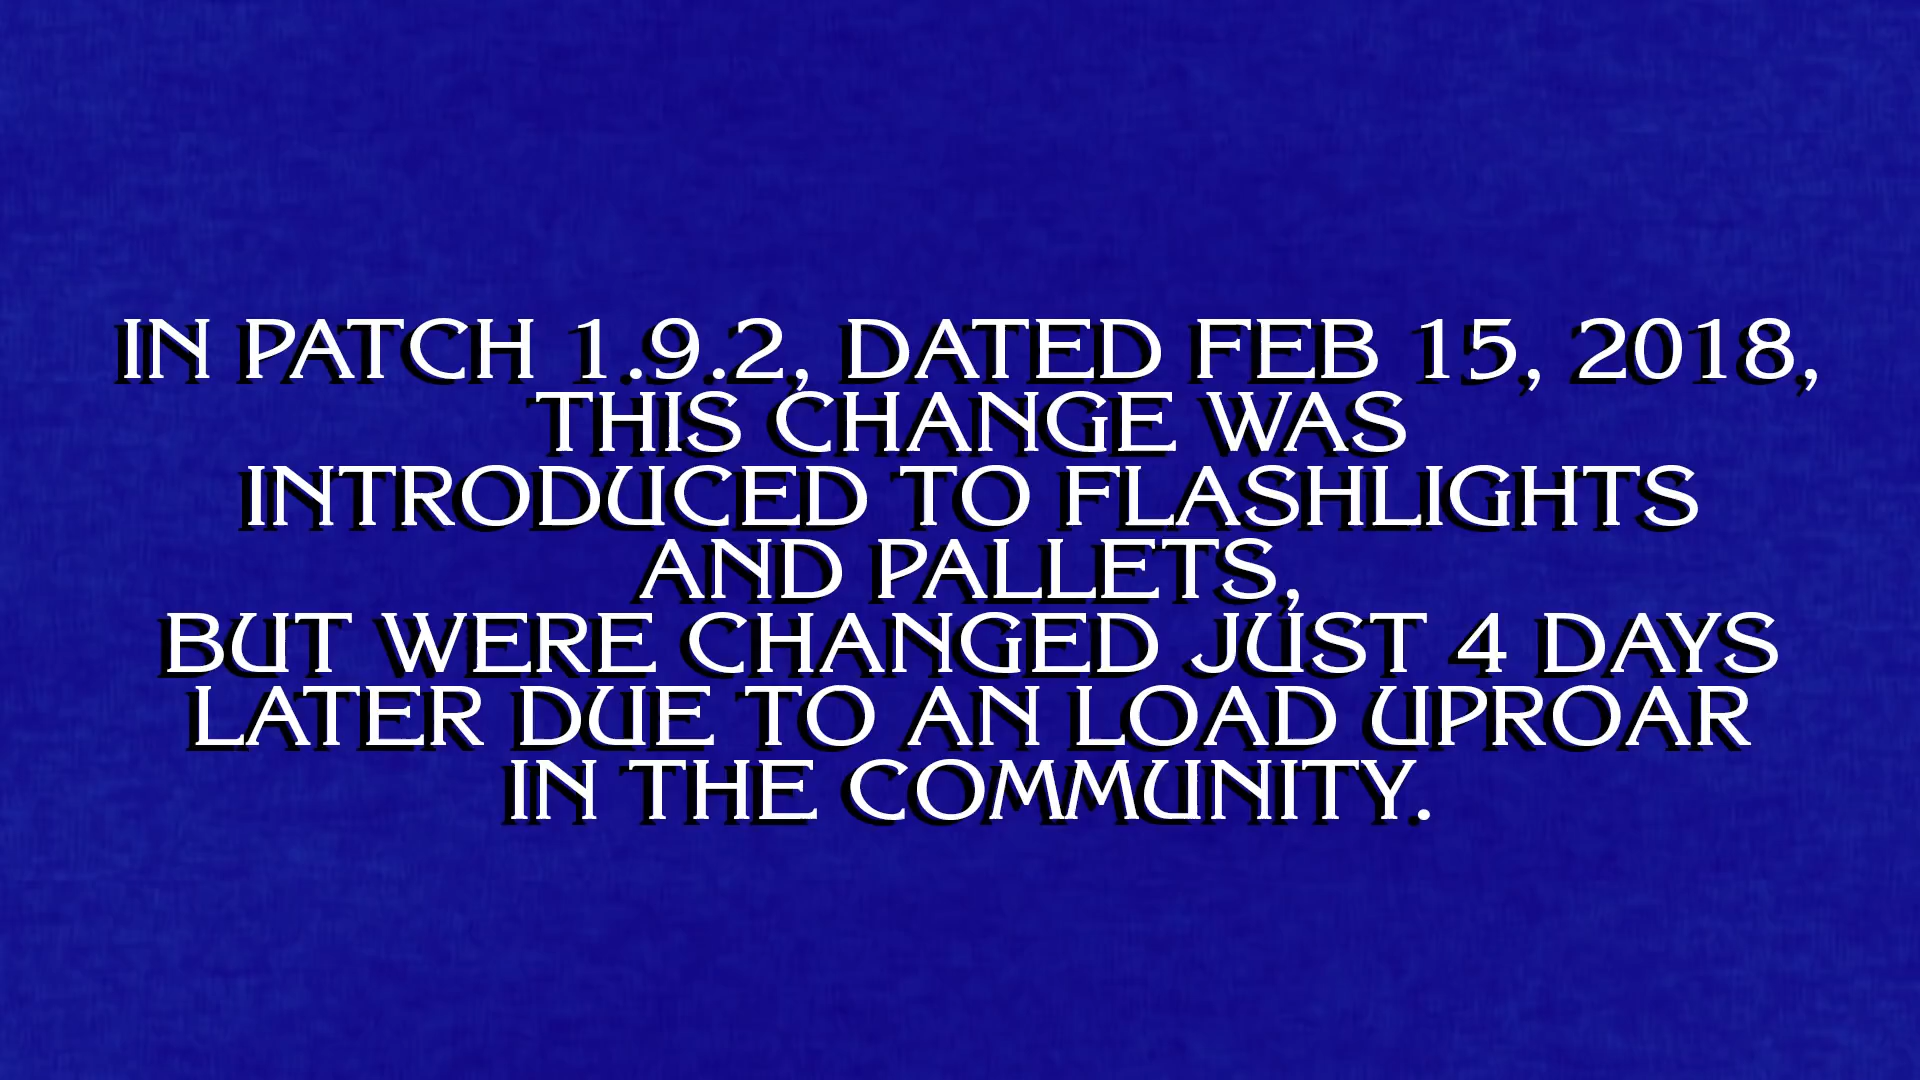 IN PATCH 1.9.2, DATED FEB 15, 2018,
THIS CHANGE WAS
INTRODUCED TO FLASHLIGHTS
AND PALLETS,
BUT WERE CHANGED JUST 4 DAYS
LATER DUE TO AN LOAD UPROAR
IN THE COMMUNITY.